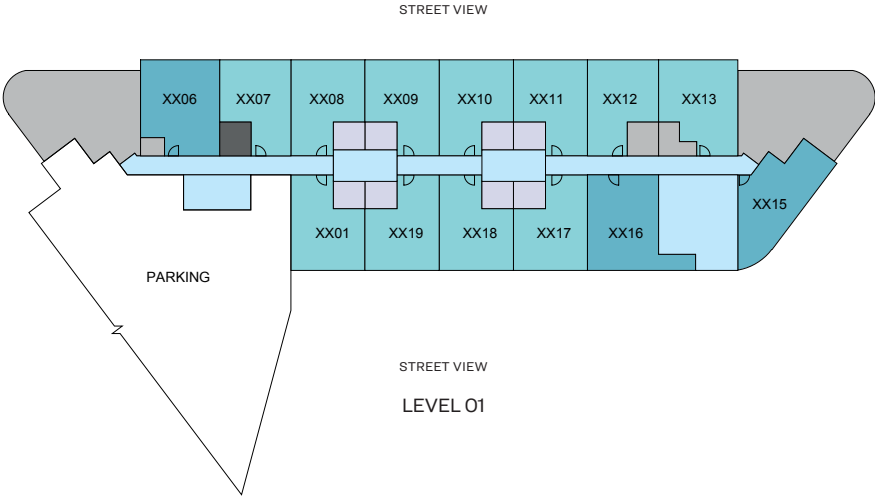 STREET VIEW
XX06
XX07
XX08
XX09
XX10
XX11
XX12
XX13
XX15
XX01
XX19
XX18
XX17
XX16
PARKING
STREET VIEW
LEVEL 01